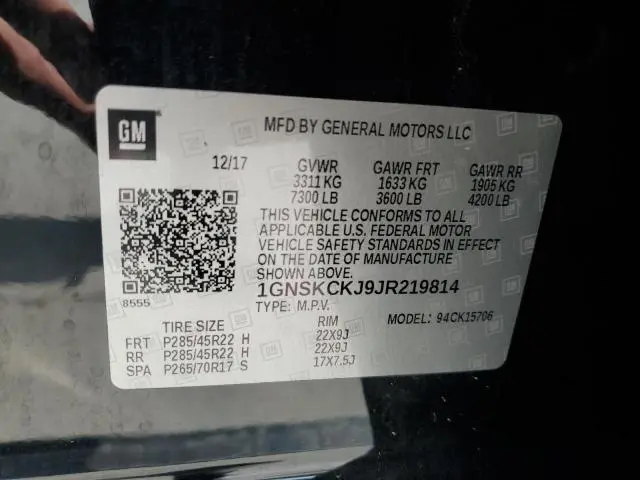 GM
MFD BY GENERAL MOTORS LLC
12/17 GVWR GAWR FRT GAWR RR
3311 KG 1633 KG 1905 KG
7300 LB 3600 LB 4200 LB
THIS VEHICLE CONFORMS TO ALL
APPLICABLE U.S. FEDERAL MOTOR
VEHICLE SAFETY STANDARDS IN EFFECT
ON THE DATE OF MANUFACTURE
8555
1GNSKCKJ9JR219814
TYPE: M.P.V. MODEL: 94CK15706
TIRE SIZE RIM
FRT P285/45R22 H 22X9J
RR P285/45R22 H 22X9J
SPA P265/70R17 S 17X7.5J